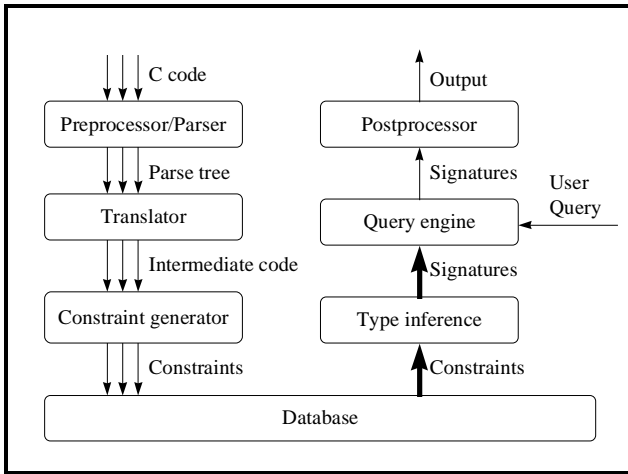 C code
Preprocessor/Parser
Parse tree
Translator
Intermediate code
Constraint generator
Constraints
Database
Output
Postprocessor
Signatures
User
Query
Query engine
Signatures
Type inference
Constraints